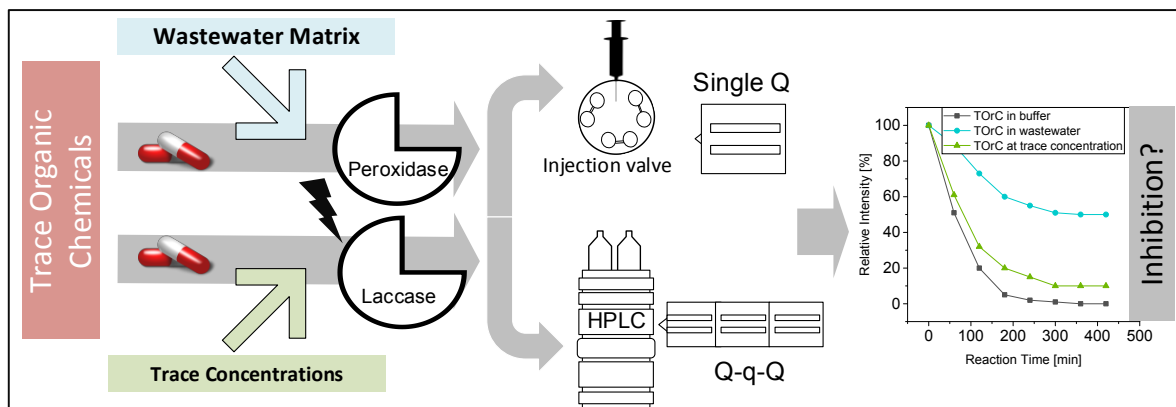 Wastewater Matrix
Trace Organic
Chemicals
Peroxidase
Laccase
Trace Concentrations
Injection valve
Single Q
HPLC
Q-q-Q
TOrC in buffer
TOrC in wastewater
TOrC at trace concentration
Relative Intensity [%]
100
80
60
40
20
0
0
100
200
300
400
500
Reaction Time [min]
Inhibition?